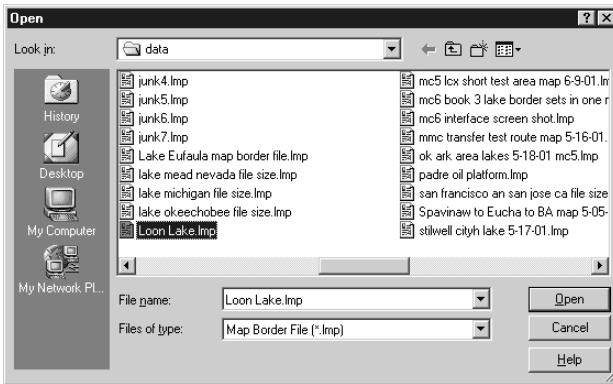 Open
Look in:
data
History
Desktop
My Computer
My Network Pl...
junk4.lmp
junk5.lmp
junk6.lmp
junk7.lmp
Lake Eufaula map border file.lmp
lake mead nevada file size.lmp
lake michigan file size.lmp
lake okeechobee file size.lmp
Loon Lake.lmp
mc5 lcx short test area map 6-9-01.lm
mc6 book 3 lake border sets in one r
mc6 interface screen shot.lmp
mmc transfer test route map 5-16-01.
ok ark area lakes 5-18-01 mc5.lmp
padre oil platform.lmp
san francisco an san jose ca file size
Spavinaw to Eucha to BA map 5-05-
stilwell cityh lake 5-17-01.lmp
File name:
Loon Lake.lmp
Open
Files of type:
Map Border File (*.lmp)
Cancel
Help